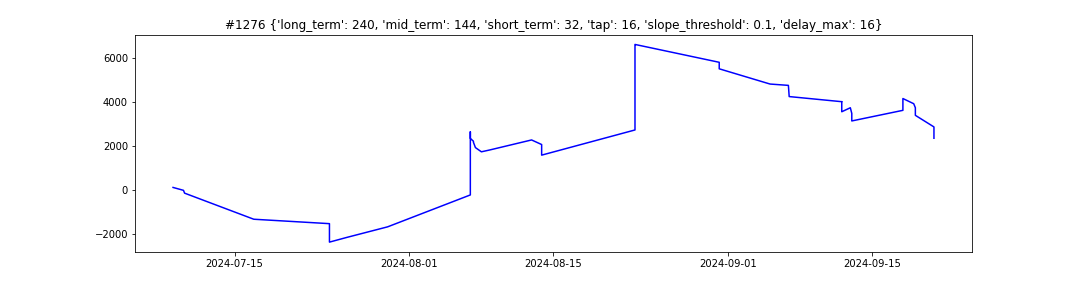 #1276 {'long_term': 240, 'mid_term': 144, 'short_term': 32, 'tap': 16, 'slope_threshold': 0.1, 'delay_max': 16}
6000
4000
2000
0
−2000
2024-07-15 2024-08-01 2024-08-15 2024-09-01 2024-09-15